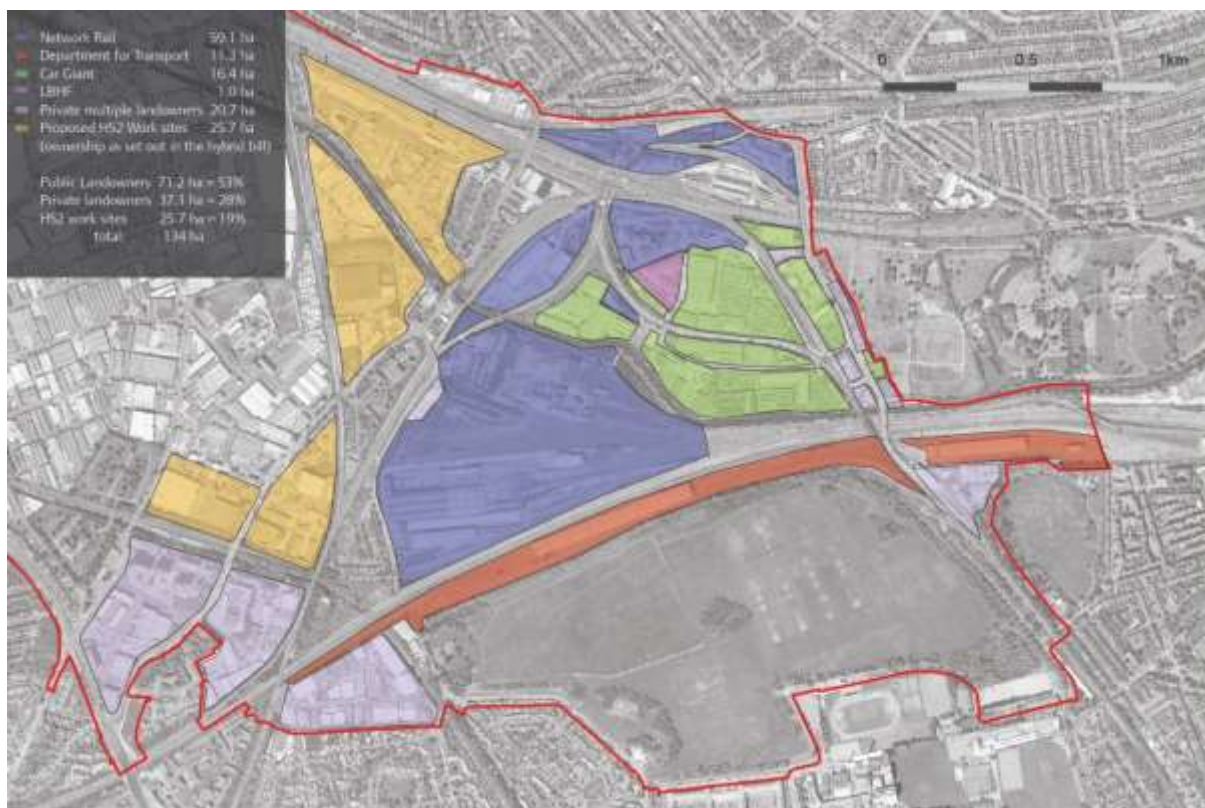 Network Rail 59.1 ha
Department for Transport 11.3 ha
Car Giant 16.4 ha
LBHF 1.0 ha
Private multiple landowners 20.7 ha
Proposed HS2 Work sites 25.7 ha
(ownership as set out in the hybrid bill)
Public Landowners 71.2 ha = 53%
Private landowners 37.1 ha = 28%
HS2 work sites 25.7 ha = 19%
total 134 ha
0 0.5 1km